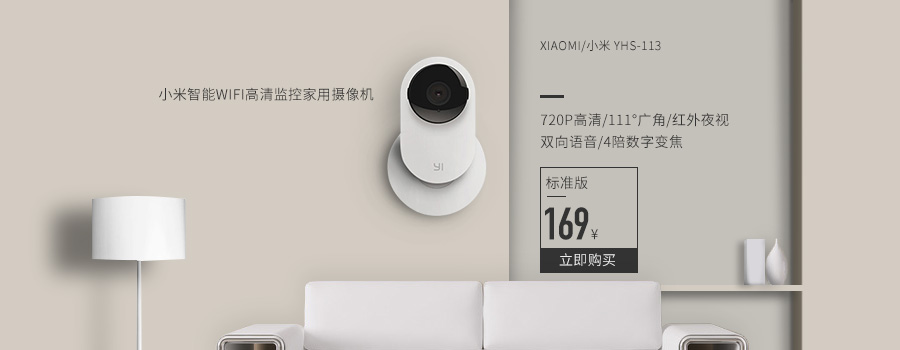 小米智能WIFI高清监控家用摄像机
YI
XIAOMI/小米 YHS-113
720P高清/111°广角/红外夜视
双向语音/4陪数字变焦
标准版
169¥
立即购买